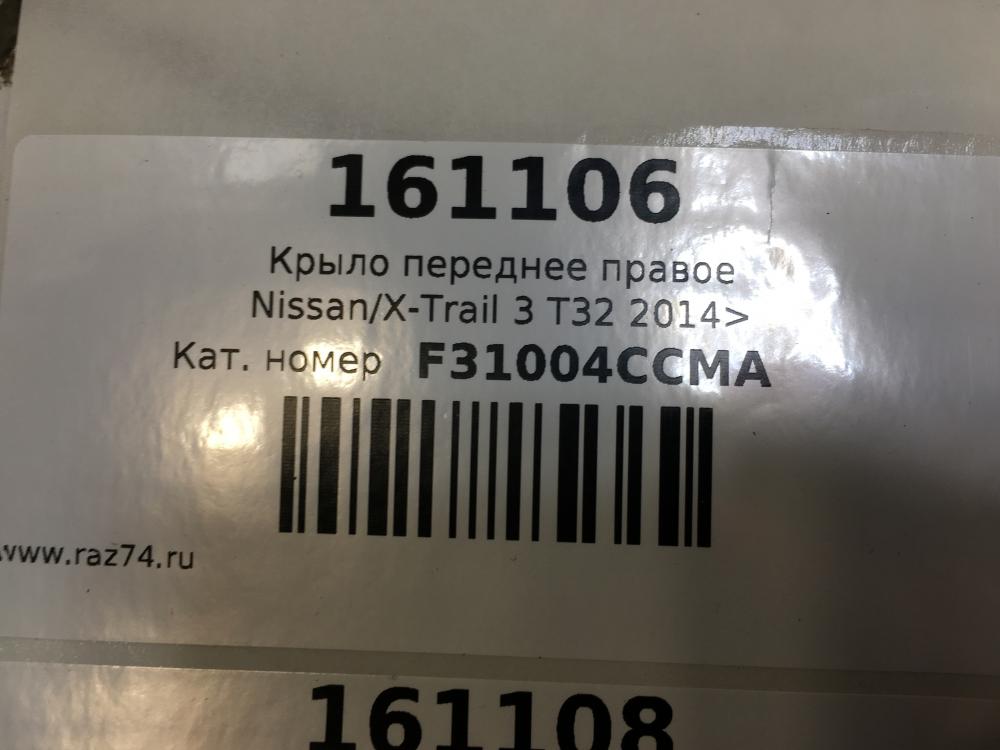 161106
Крыло переднее правое
Nissan/X-Trail 3 T32 2014>
Кат. номер F31004CCMA
www.raz74.ru
161108